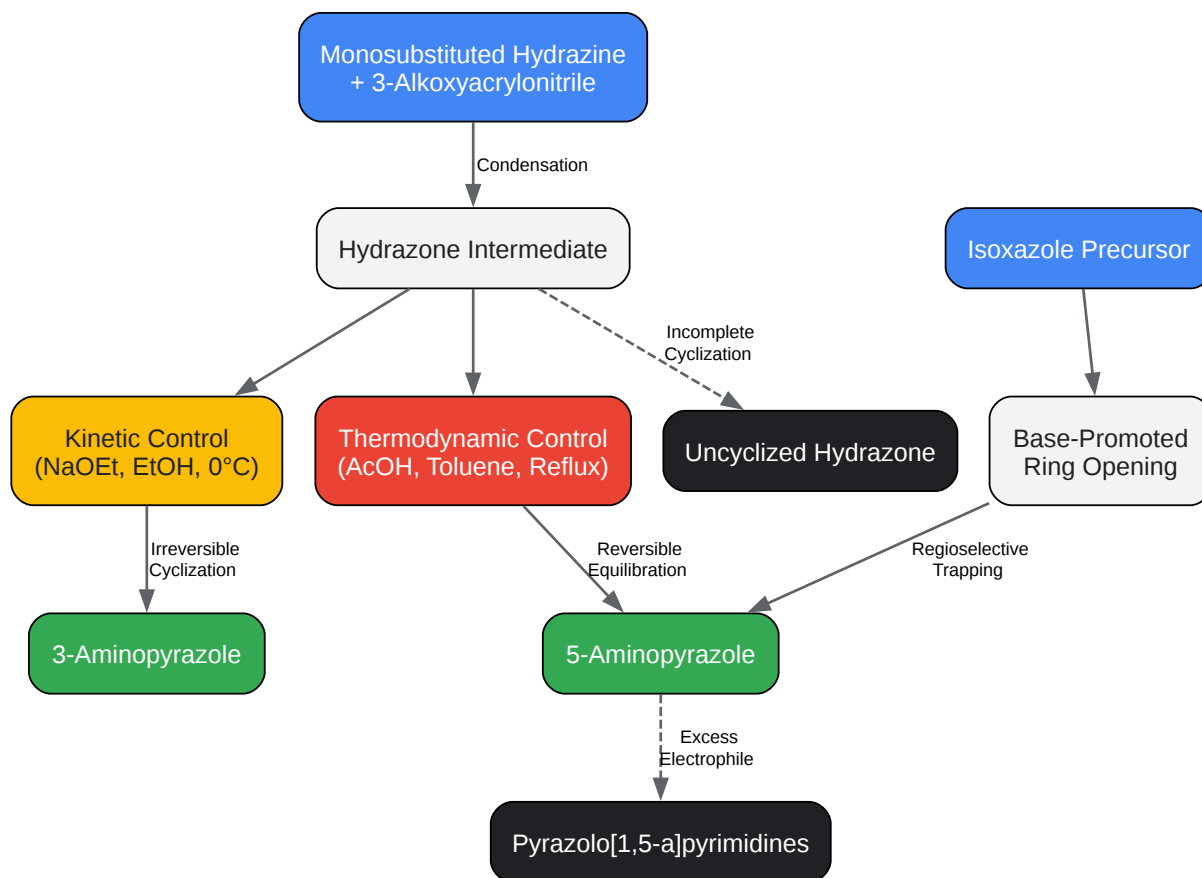 Monosubstituted Hydrazine
+ 3-Alkoxyacrylonitrile
Condensation
Hydrazone Intermediate
Isoxazole Precursor
Incomplete
Cyclization
Kinetic Control
(NaOEt, EtOH, 0°C)
Thermodynamic Control
(AcOH, Toluene, Reflux)
Uncyclized Hydrazone
Base-Promoted
Ring Opening
Irreversible
Cyclization
Reversible
Equilibration
Regioselective
Trapping
3-Aminopyrazole
5-Aminopyrazole
Excess
Electrophile
Pyrazolo[1,5-a]pyrimidines